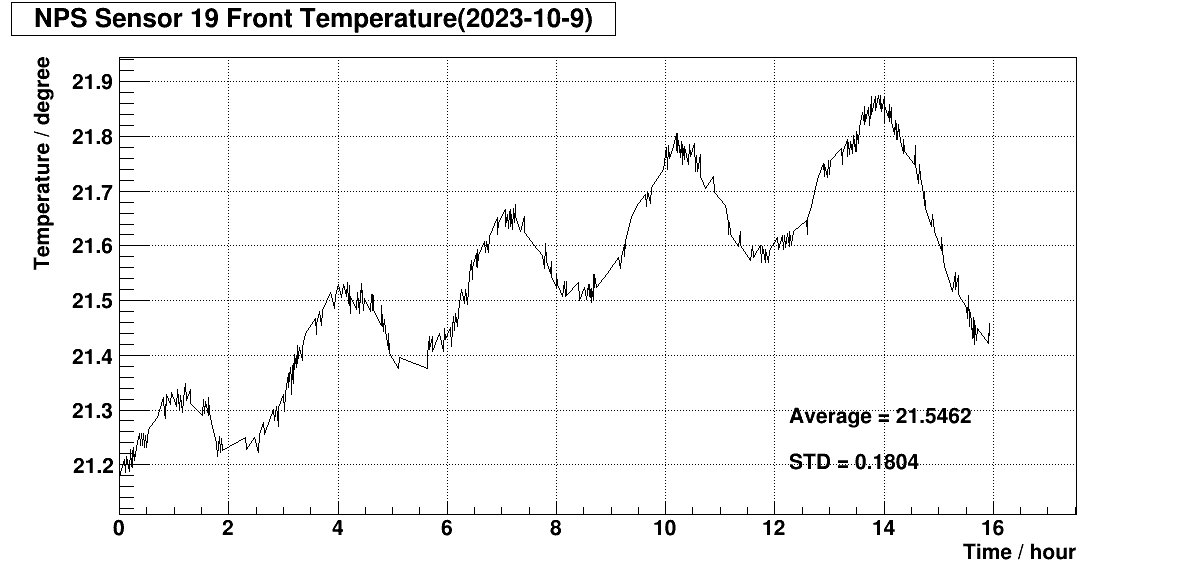 NPS Sensor 19 Front Temperature(2023-10-9)
Temperature / degree
21.9
21.8
21.7
21.6
21.5
21.4
21.3
21.2
Average = 21.5462
STD = 0.1804
0 2 4 6 8 10 12 14 16
Time / hour